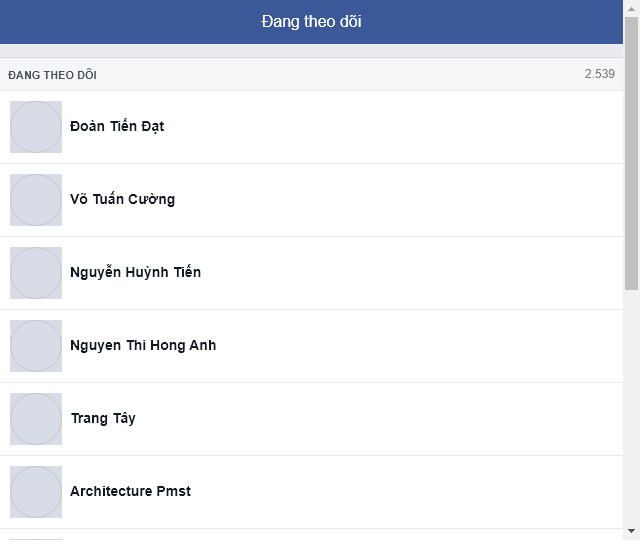 Đang theo dõi
ĐANG THEO DÕI 2.539
Đoàn Tiến Đạt
Võ Tuấn Cường
Nguyễn Huỳnh Tiến
Nguyen Thi Hong Anh
Trang Tây
Architecture Pmst